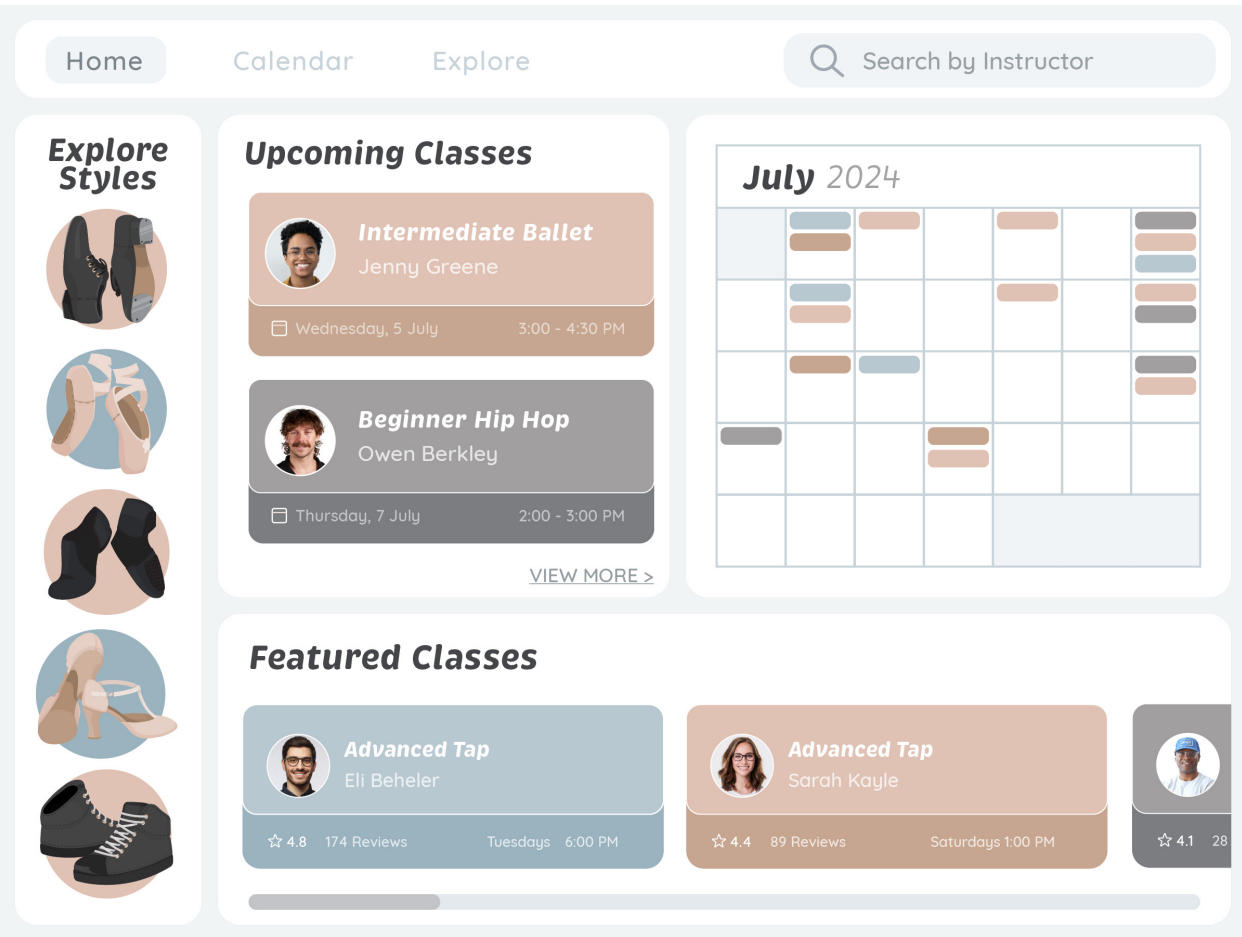 Home
Calendar
Explore
Search by Instructor
Explore
Styles
Upcoming Classes
Intermediate Ballet
Jenny Greene
Wednesday, 5 July
3:00 - 4:30 PM
Beginner Hip Hop
Owen Berkley
Thursday, 7 July
2:00 - 3:00 PM
VIEW MORE >
July 2024
Featured Classes
Advanced Tap
Eli Beheler
4.8
174 Reviews
Tuesdays
6:00 PM
Advanced Tap
Sarah Kayle
4.4
89 Reviews
Saturdays 1:00 PM
4.1
28